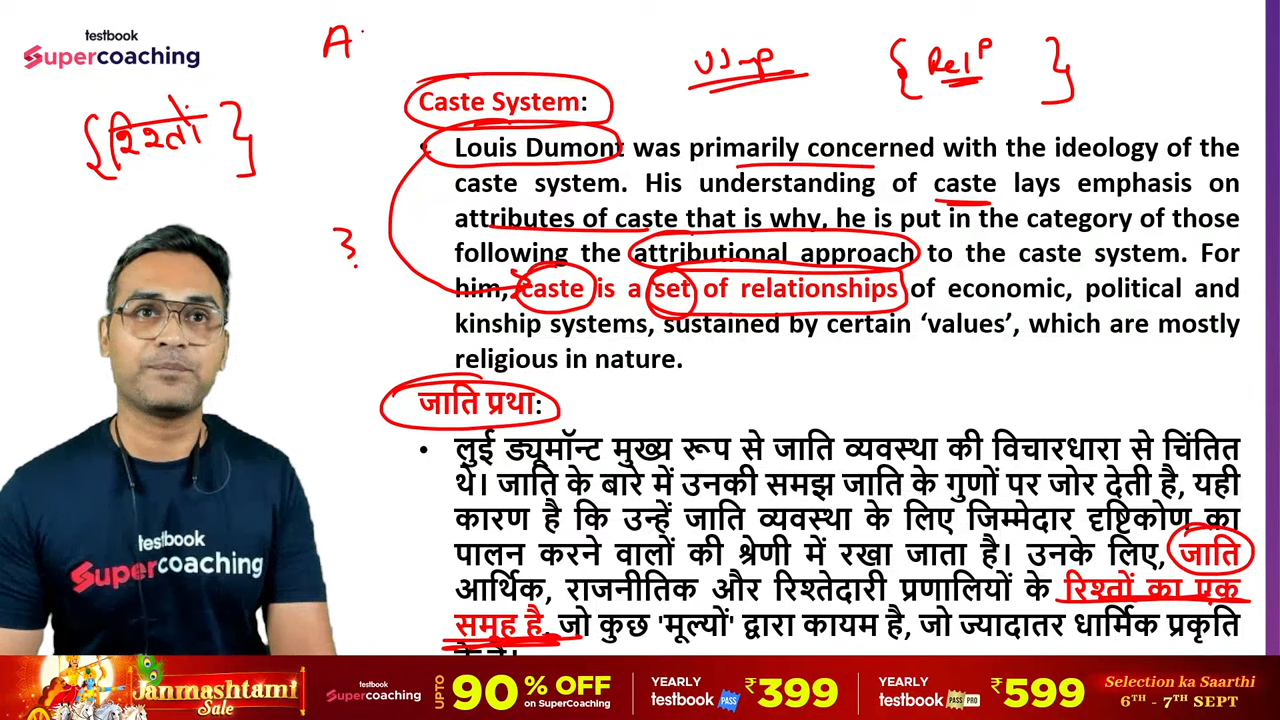 testbook
Supercoaching
A
{रिश्तों}
{Rel P }
Caste System:
• Louis Dumont was primarily concerned with the ideology of the
caste system. His understanding of caste lays emphasis on
attributes of caste that is why, he is put in the category of those
following the attributional approach to the caste system. For
him, caste is a set of relationships of economic, political and
kinship systems, sustained by certain ‘values’, which are mostly
religious in nature.
3
जाति प्रथा:
• लुई ड्यूमॉन्ट मुख्य रूप से जाति व्यवस्था की विचारधारा से चिंतित
थे। जाति के बारे में उनकी समझ जाति के गुणों पर जोर देती है, यही
कारण है कि उन्हें जाति व्यवस्था के लिए जिम्मेदार दृष्टिकोण का
पालन करने वालों की श्रेणी में रखा जाता है। उनके लिए, जाति
आर्थिक, राजनीतिक और रिश्तेदारी प्रणालियों के रिश्तों का एक
समूह है, जो कुछ 'मूल्यों' द्वारा कायम है, जो ज्यादातर धार्मिक प्रकृति
testbook
Supercoaching
Janmashtami
Sale
testbook
Supercoaching
UPTO
90% OFF
on SuperCoaching
YEARLY
testbook PASS
₹399
YEARLY
testbook PASS PRO
₹599
Selection ka Saarthi
6TH - 7TH SEPT